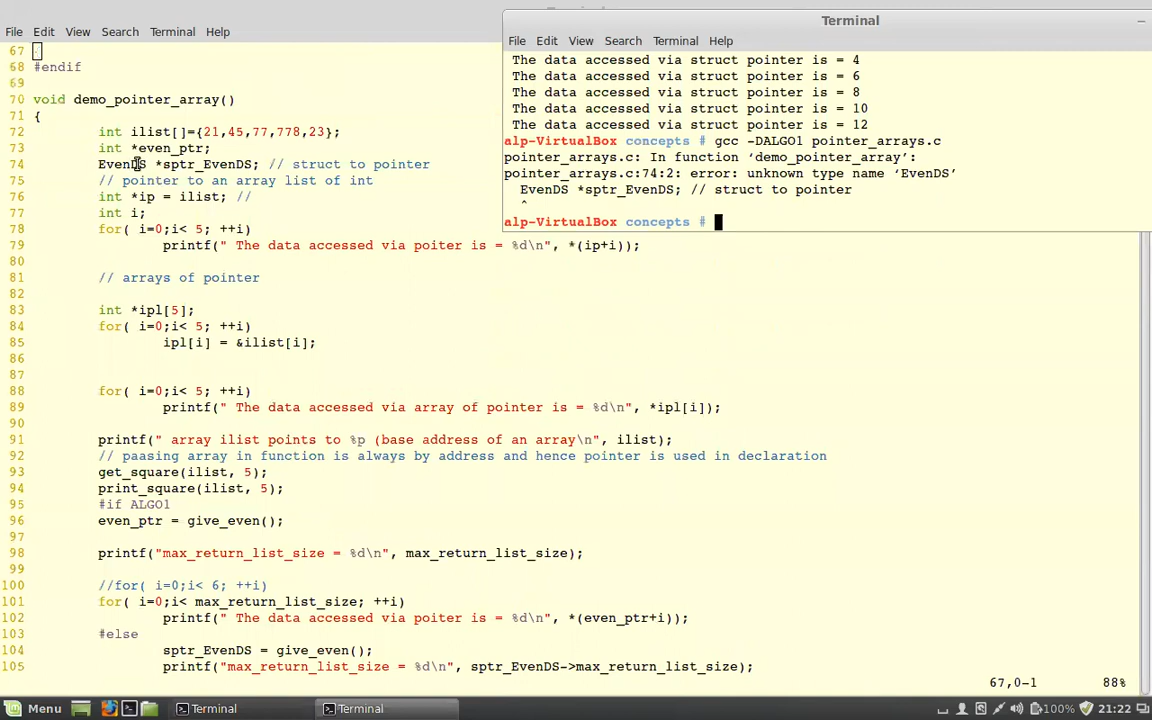 Terminal
File Edit View Search Terminal Help
67
68 #endif
69
70 void demo_pointer_array()
71 {
72 int ilist[]={21,45,77,778,23};
73 int *even_ptr;
74 EvenDS *sptr_EvenDS; // struct to pointer
75 // pointer to an array list of int
76 int *ip = ilist; //
77 int i;
78 for( i=0;i< 5; ++i)
79 printf(" The data accessed via poiter is = %d\n", *(ip+i));
80
81 // arrays of pointer
82
83 int *ipl[5];
84 for( i=0;i< 5; ++i)
85 ipl[i] = &ilist[i];
86
87
88 for( i=0;i< 5; ++i)
89 printf(" The data accessed via array of pointer is = %d\n", *ipl[i]);
90
91 printf(" array ilist points to %p (base address of an array\n", ilist);
92 // paasing array in function is always by address and hence pointer is used in declaration
93 get_square(ilist, 5);
94 print_square(ilist, 5);
95 #if ALGO1
96 even_ptr = give_even();
97
98 printf("max_return_list_size = %d\n", max_return_list_size);
99
100 //for( i=0;i< 6; ++i)
101 for( i=0;i< max_return_list_size; ++i)
102 printf(" The data accessed via poiter is = %d\n", *(even_ptr+i));
103 #else
104 sptr_EvenDS = give_even();
105 printf("max_return_list_size = %d\n", sptr_EvenDS->max_return_list_size);
67,0-1 88%
Terminal
File Edit View Search Terminal Help
The data accessed via struct pointer is = 4
The data accessed via struct pointer is = 6
The data accessed via struct pointer is = 8
The data accessed via struct pointer is = 10
The data accessed via struct pointer is = 12
alp-VirtualBox concepts # gcc -DALGO1 pointer_arrays.c
pointer_arrays.c: In function ‘demo_pointer_array’:
pointer_arrays.c:74:2: error: unknown type name ‘EvenDS’
EvenDS *sptr_EvenDS; // struct to pointer
^
alp-VirtualBox concepts #
Menu Terminal Terminal 100% 21:22